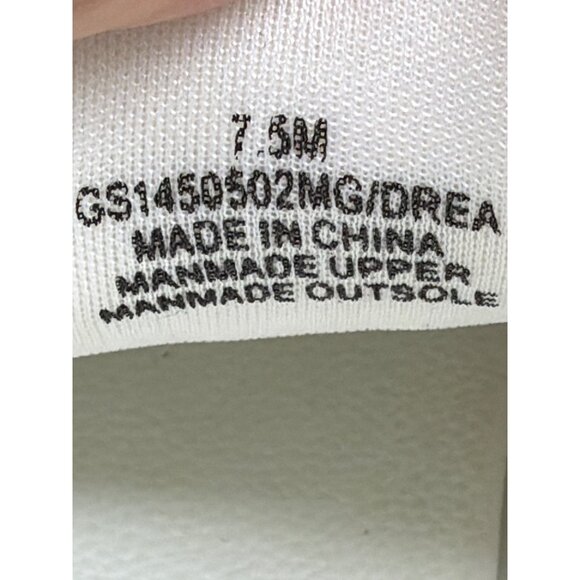 7.5M
GS1450502MG/DREA
MADE IN CHINA
MANMADE UPPER
MANMADE OUTSOLE